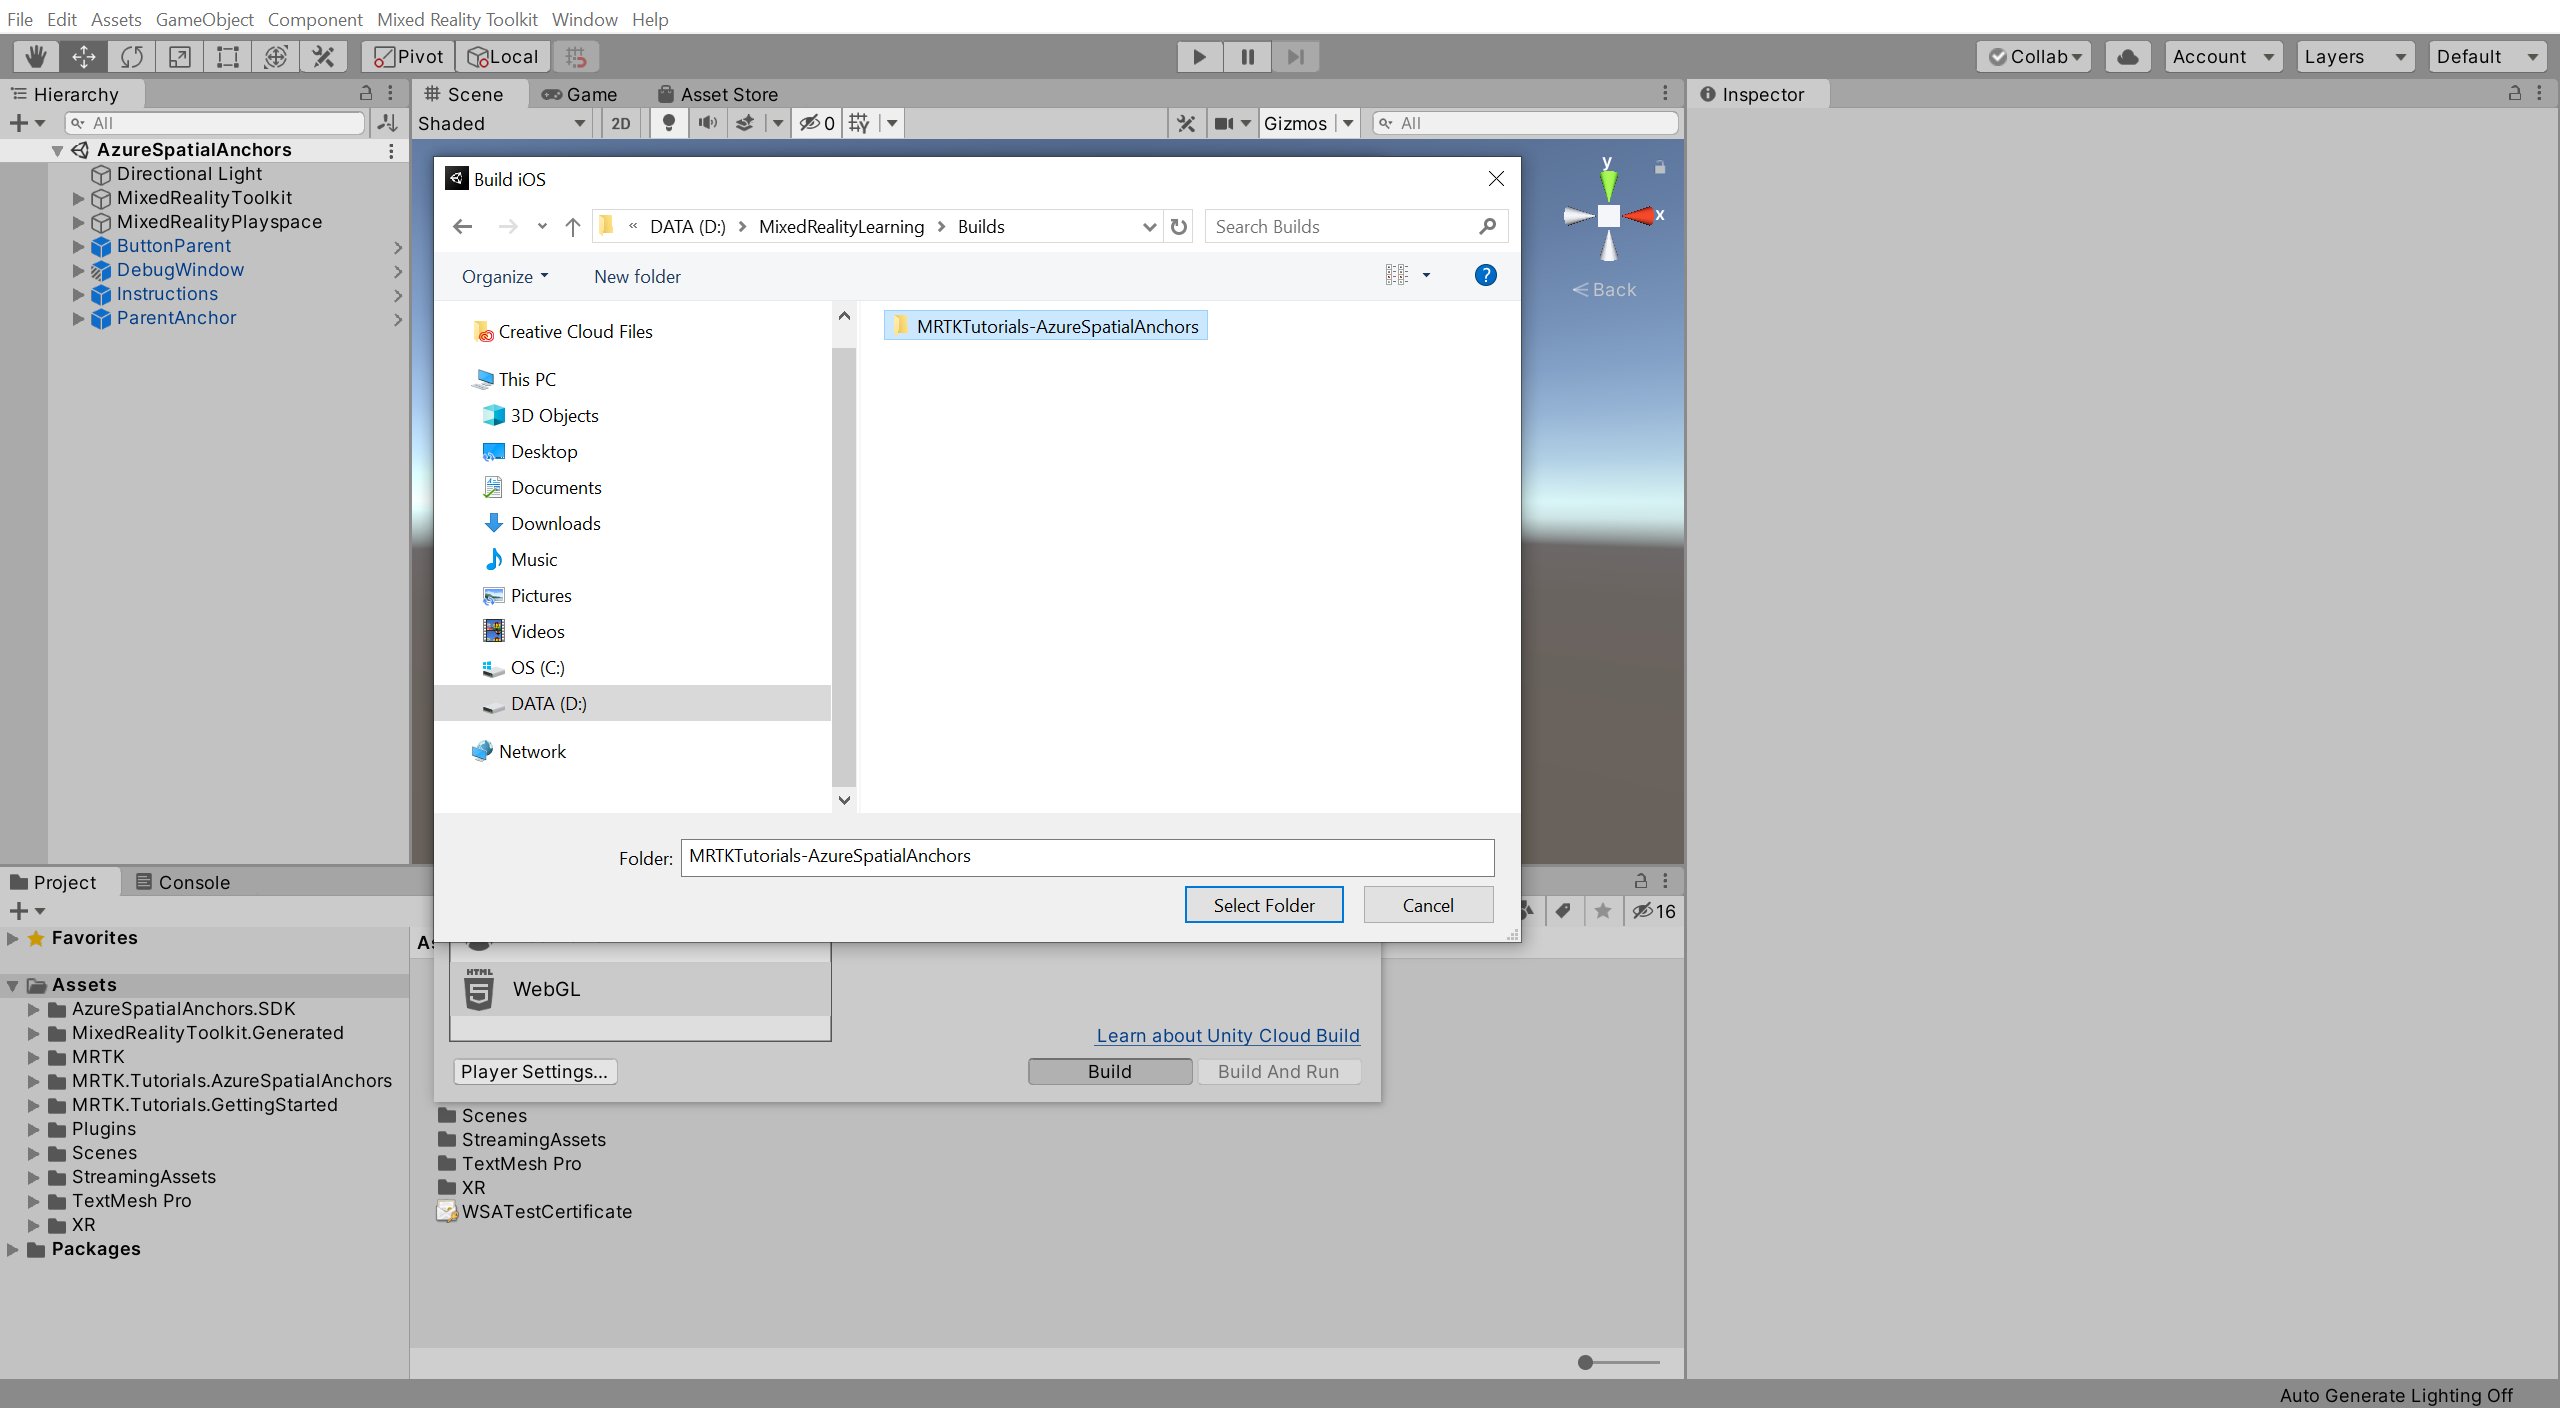 File Edit Assets GameObject Component Mixed Reality Toolkit Window Help
Pivot Local Collab Account Layers Default
Hierarchy
All
AzureSpatialAnchors
Directional Light
MixedRealityToolkit
MixedRealityPlayspace
ButtonParent
DebugWindow
Instructions
ParentAnchor
Scene Game Asset Store
Shaded 2D 0 Gizmos All
y
x
Back
Inspector
Build iOS
« DATA (D:) MixedRealityLearning Builds
Search Builds
Organize New folder
?
Creative Cloud Files
This PC
3D Objects
Desktop
Documents
Downloads
Music
Pictures
Videos
OS (C:)
DATA (D:)
Network
MRTKTutorials-AzureSpatialAnchors
Folder: MRTKTutorials-AzureSpatialAnchors
Select Folder Cancel
HTML
5
WebGL
Learn about Unity Cloud Build
Player Settings... Build Build And Run
Project Console
16
Favorites
Assets
AzureSpatialAnchors.SDK
MixedRealityToolkit.Generated
MRTK
MRTK.Tutorials.AzureSpatialAnchors
MRTK.Tutorials.GettingStarted
Plugins
Scenes
StreamingAssets
TextMesh Pro
XR
Packages
Scenes
StreamingAssets
TextMesh Pro
XR
WSATestCertificate
Auto Generate Lighting Off